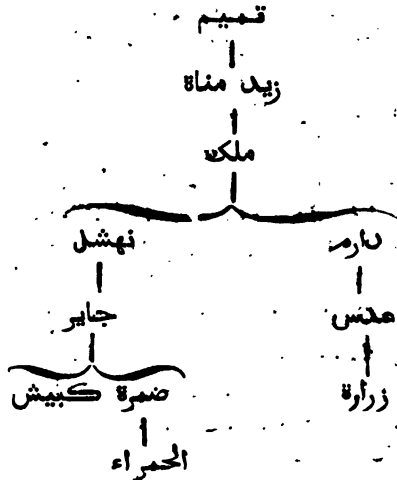 تميم
زيد مناة
ملك
دارم نهشل
عدس جابر
زرارة ضمرة كبيش
الحمراء